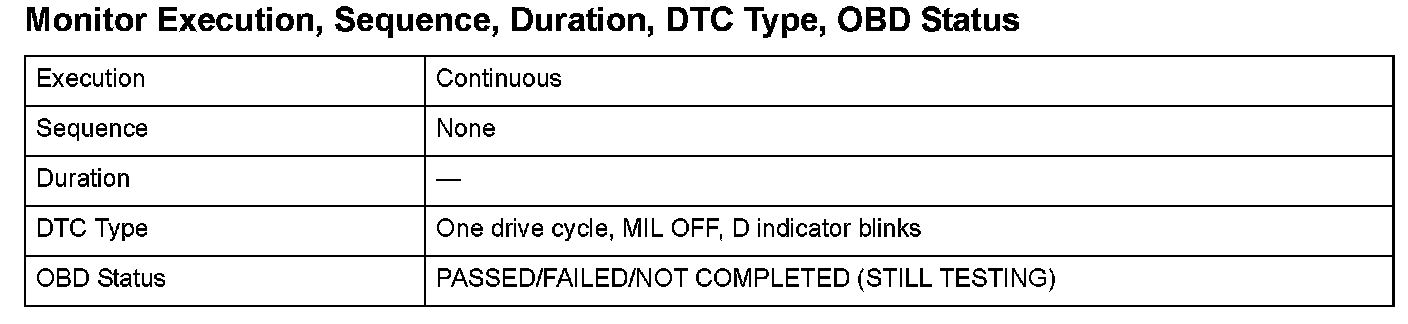 Monitor Execution, Sequence, Duration, DTC Type, OBD Status
Execution Continuous
Sequence None
Duration —
DTC Type One drive cycle, MIL OFF, D indicator blinks
OBD Status PASSED/FAILED/NOT COMPLETED (STILL TESTING)